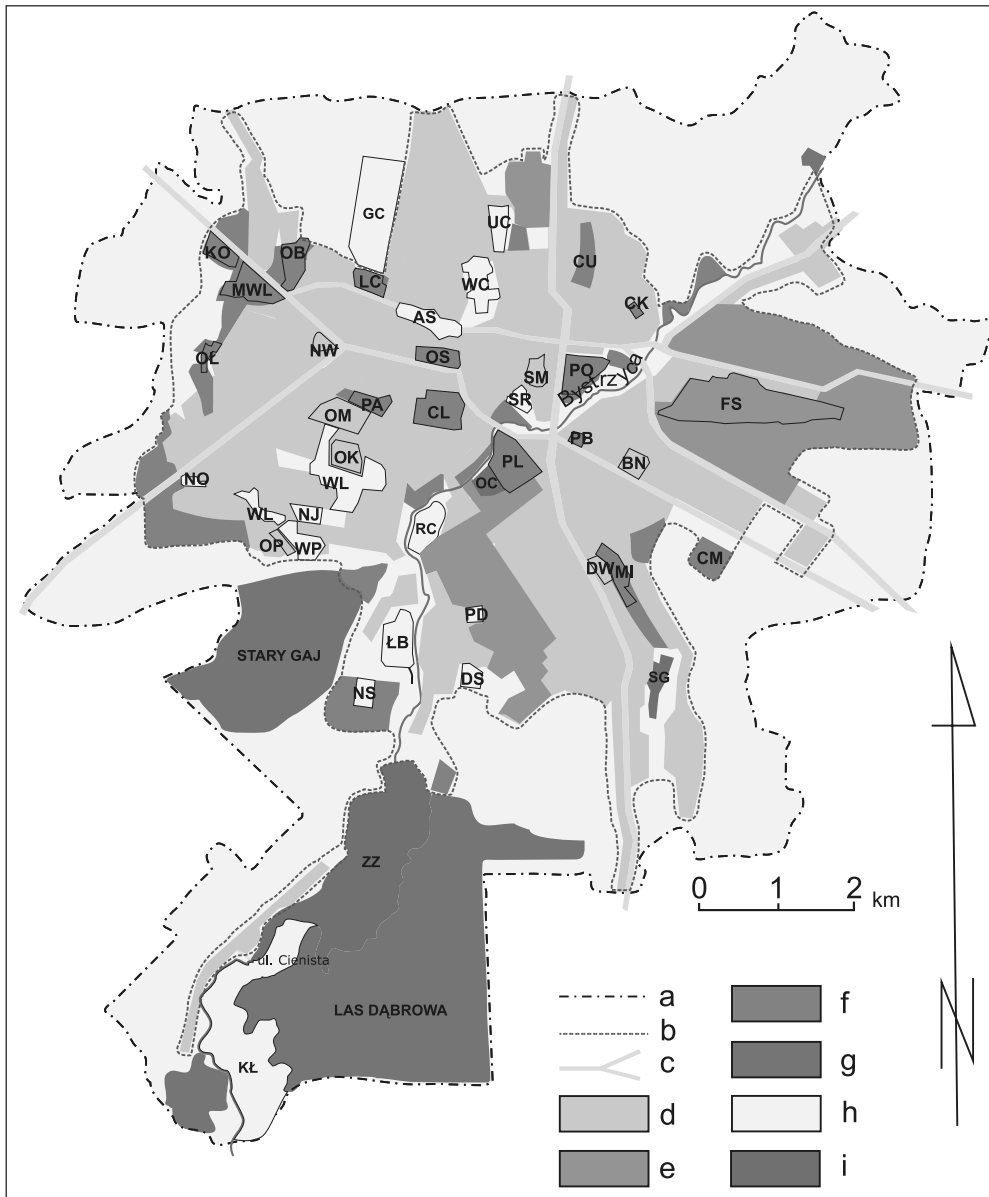 GC
UC
KO
OB
CU
MWL
LC
WC
CK
AS
OŁ
NW
OS
SM
PO
Bystrzyca
SR
FS
PA
OM
CL
PB
OK
PL
BN
WL
OC
NO
WL
NJ
RC
OP
WP
DW
MI
CM
PD
STARY GAJ
ŁB
NS
DS
SG
ZZ
0 1 2
km
ul. Cienista
LAS DĄBROWA
KŁ
a
b
c
d
e
f
g
h
i
N